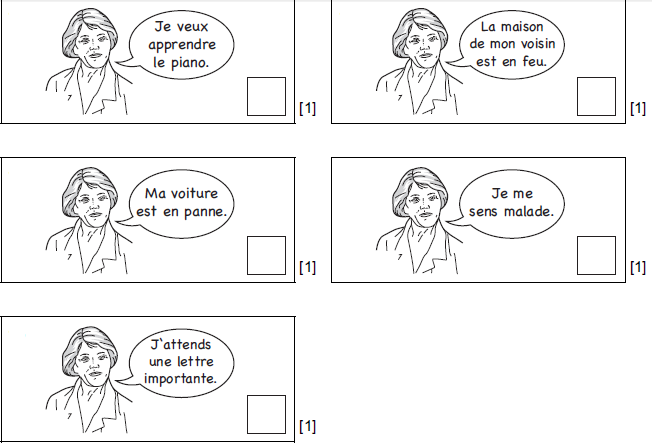 Je veux
apprendre
le piano.
[1]
La maison
de mon voisin
est en feu.
[1]
Ma voiture
est en panne.
[1]
Je me
sens malade.
[1]
J'attends
une lettre
importante.
[1]